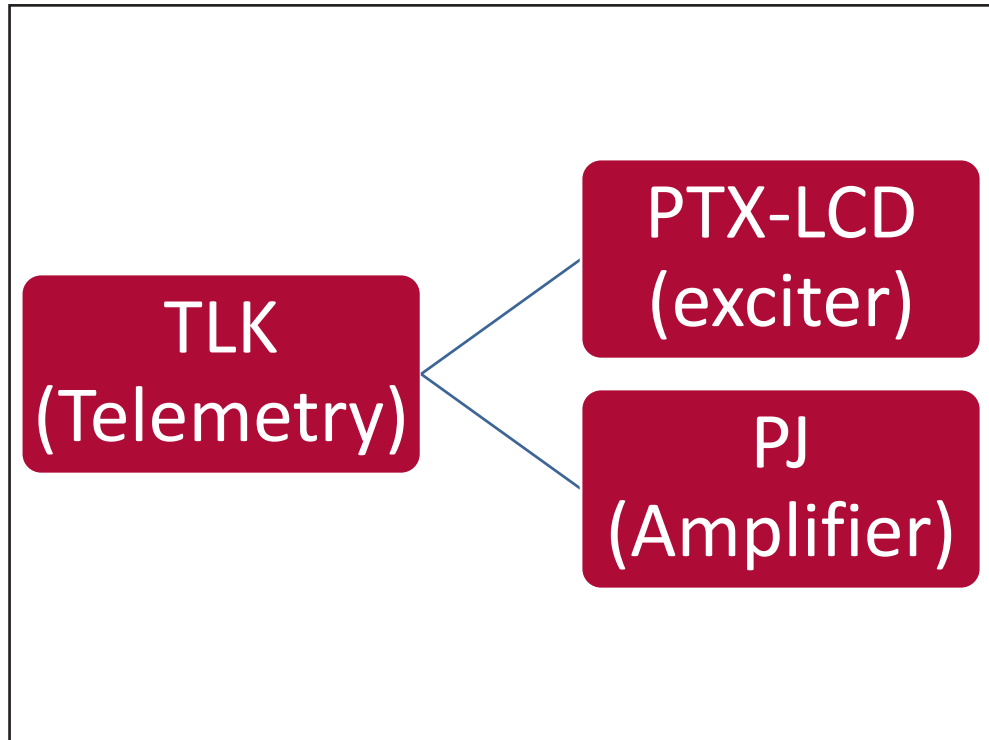 TLK
(Telemetry)
PTX-LCD
(exciter)
PJ
(Amplifier)